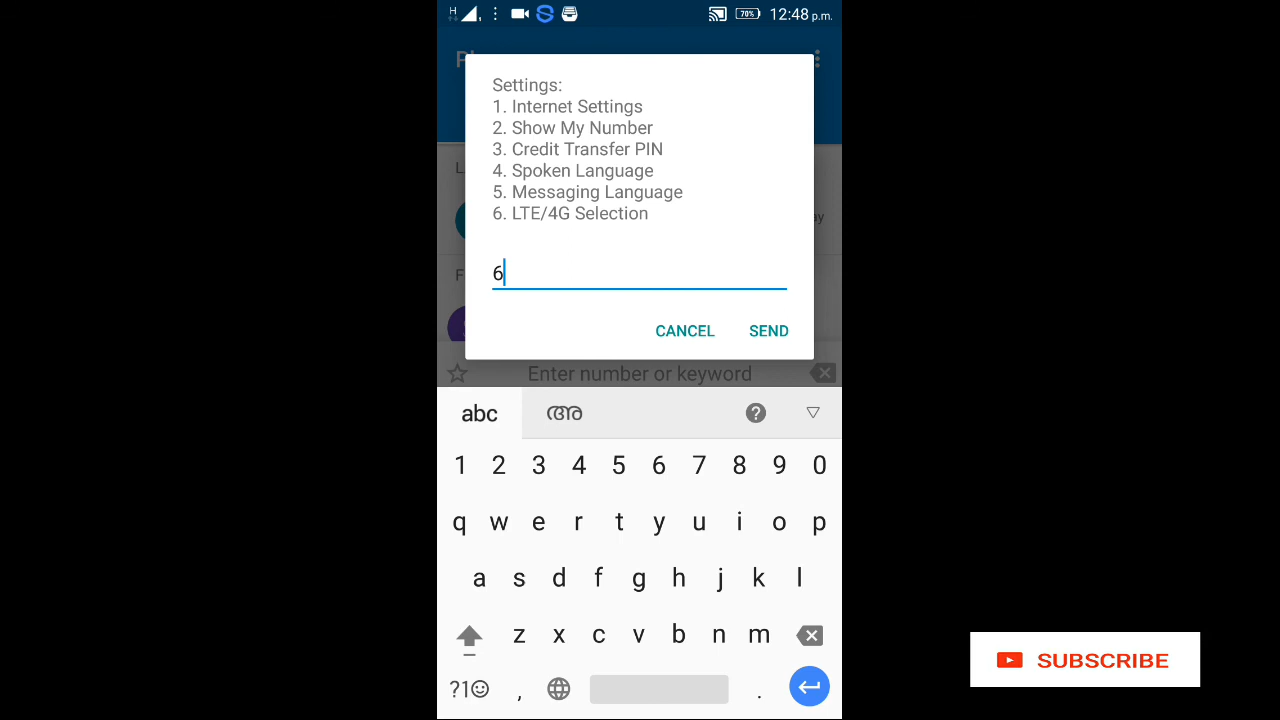 H
1
70%
12:48 p.m.
Settings:
1. Internet Settings
2. Show My Number
3. Credit Transfer PIN
4. Spoken Language
5. Messaging Language
6. LTE/4G Selection
6
CANCEL SEND
Enter number or keyword
abc അ
1 2 3 4 5 6 7 8 9 0
q w e r t y u i o p
a s d f g h j k l
z x c v b n m
?1☺ , .
SUBSCRIBE